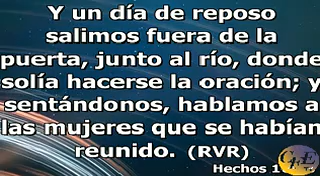 Y un día de reposo
salimos fuera de la
puerta, junto al río, donde
solía hacerse la oración; y
sentándonos, hablamos a
las mujeres que se habían
reunido. (RVR)
Hechos 1